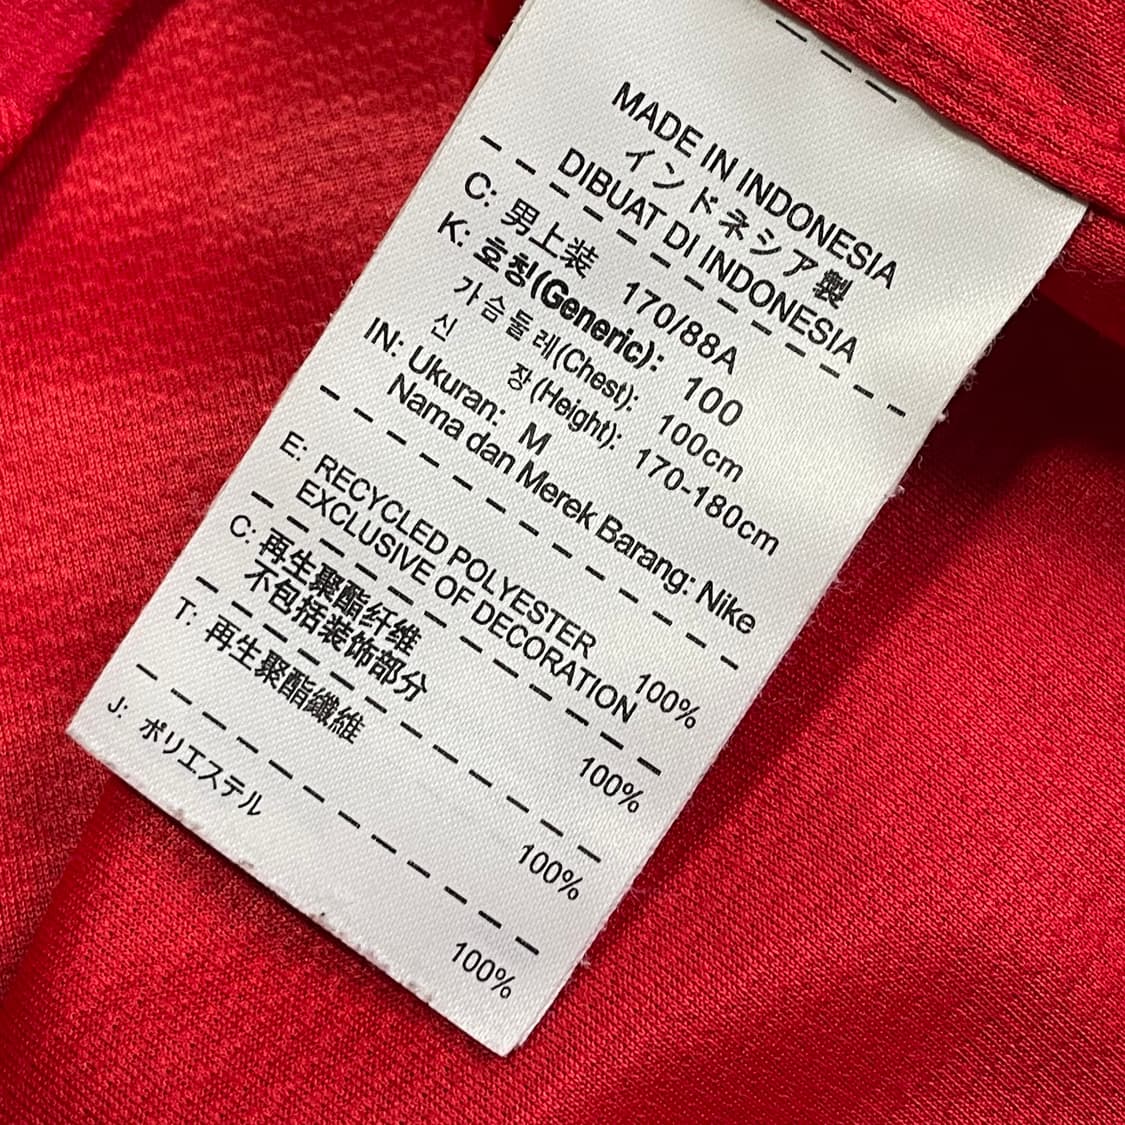 MADE IN INDONESIA
インドネシア製
DIBUAT DI INDONESIA
C: 男上装 170/88A
K: 호칭(Generic): 100
가슴둘레(Chest): 100cm
신 장(Height): 170-180cm
IN: Ukuran: M
Nama dan Merek Barang: Nike
E: RECYCLED POLYESTER 100%
EXCLUSIVE OF DECORATION
C: 再生聚酯纤维 100%
不包括装饰部分
T: 再生聚酯纖維 100%
J: ポリエステル 100%